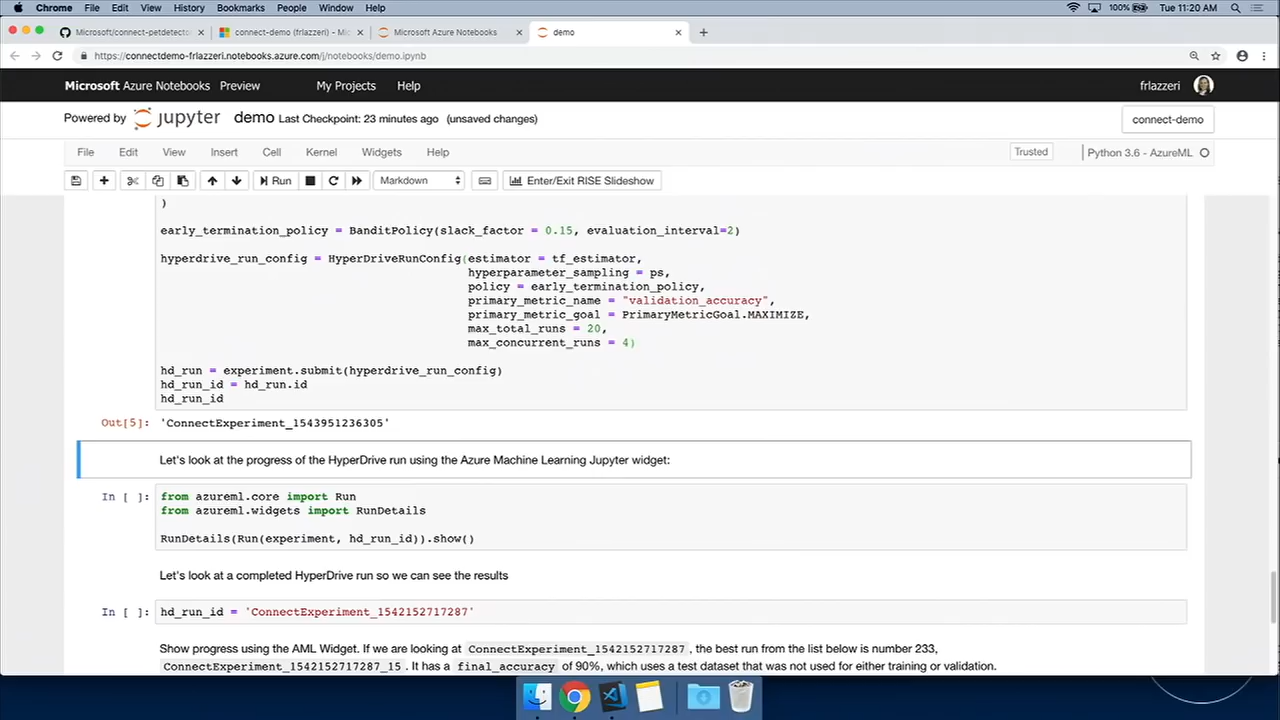 Chrome File Edit View History Bookmarks People Window Help 100% Tue 11:20 AM
Microsoft/connect-petdetecto × connect-demo (frlazzeri) - Mic × Microsoft Azure Notebooks × demo ×
https://connectdemo-frlazzeri.notebooks.azure.com/j/notebooks/demo.ipynb
Microsoft Azure Notebooks Preview My Projects Help frlazzeri
Powered by jupyter demo Last Checkpoint: 23 minutes ago (unsaved changes) connect-demo
File Edit View Insert Cell Kernel Widgets Help Trusted Python 3.6 - AzureML
Run Markdown Enter/Exit RISE Slideshow
)
early_termination_policy = BanditPolicy(slack_factor = 0.15, evaluation_interval=2)
hyperdrive_run_config = HyperDriveRunConfig(estimator = tf_estimator,
hyperparameter_sampling = ps,
policy = early_termination_policy,
primary_metric_name = "validation_accuracy",
primary_metric_goal = PrimaryMetricGoal.MAXIMIZE,
max_total_runs = 20,
max_concurrent_runs = 4)
hd_run = experiment.submit(hyperdrive_run_config)
hd_run_id = hd_run.id
hd_run_id
Out[5]: 'ConnectExperiment_1543951236305'
Let's look at the progress of the HyperDrive run using the Azure Machine Learning Jupyter widget:
In [ ]: from azureml.core import Run
from azureml.widgets import RunDetails
RunDetails(Run(experiment, hd_run_id)).show()
Let's look at a completed HyperDrive run so we can see the results
In [ ]: hd_run_id = 'ConnectExperiment_1542152717287'
Show progress using the AML Widget. If we are looking at ConnectExperiment_1542152717287, the best run from the list below is number 233,
ConnectExperiment_1542152717287_15 . It has a final_accuracy of 90%, which uses a test dataset that was not used for either training or validation.